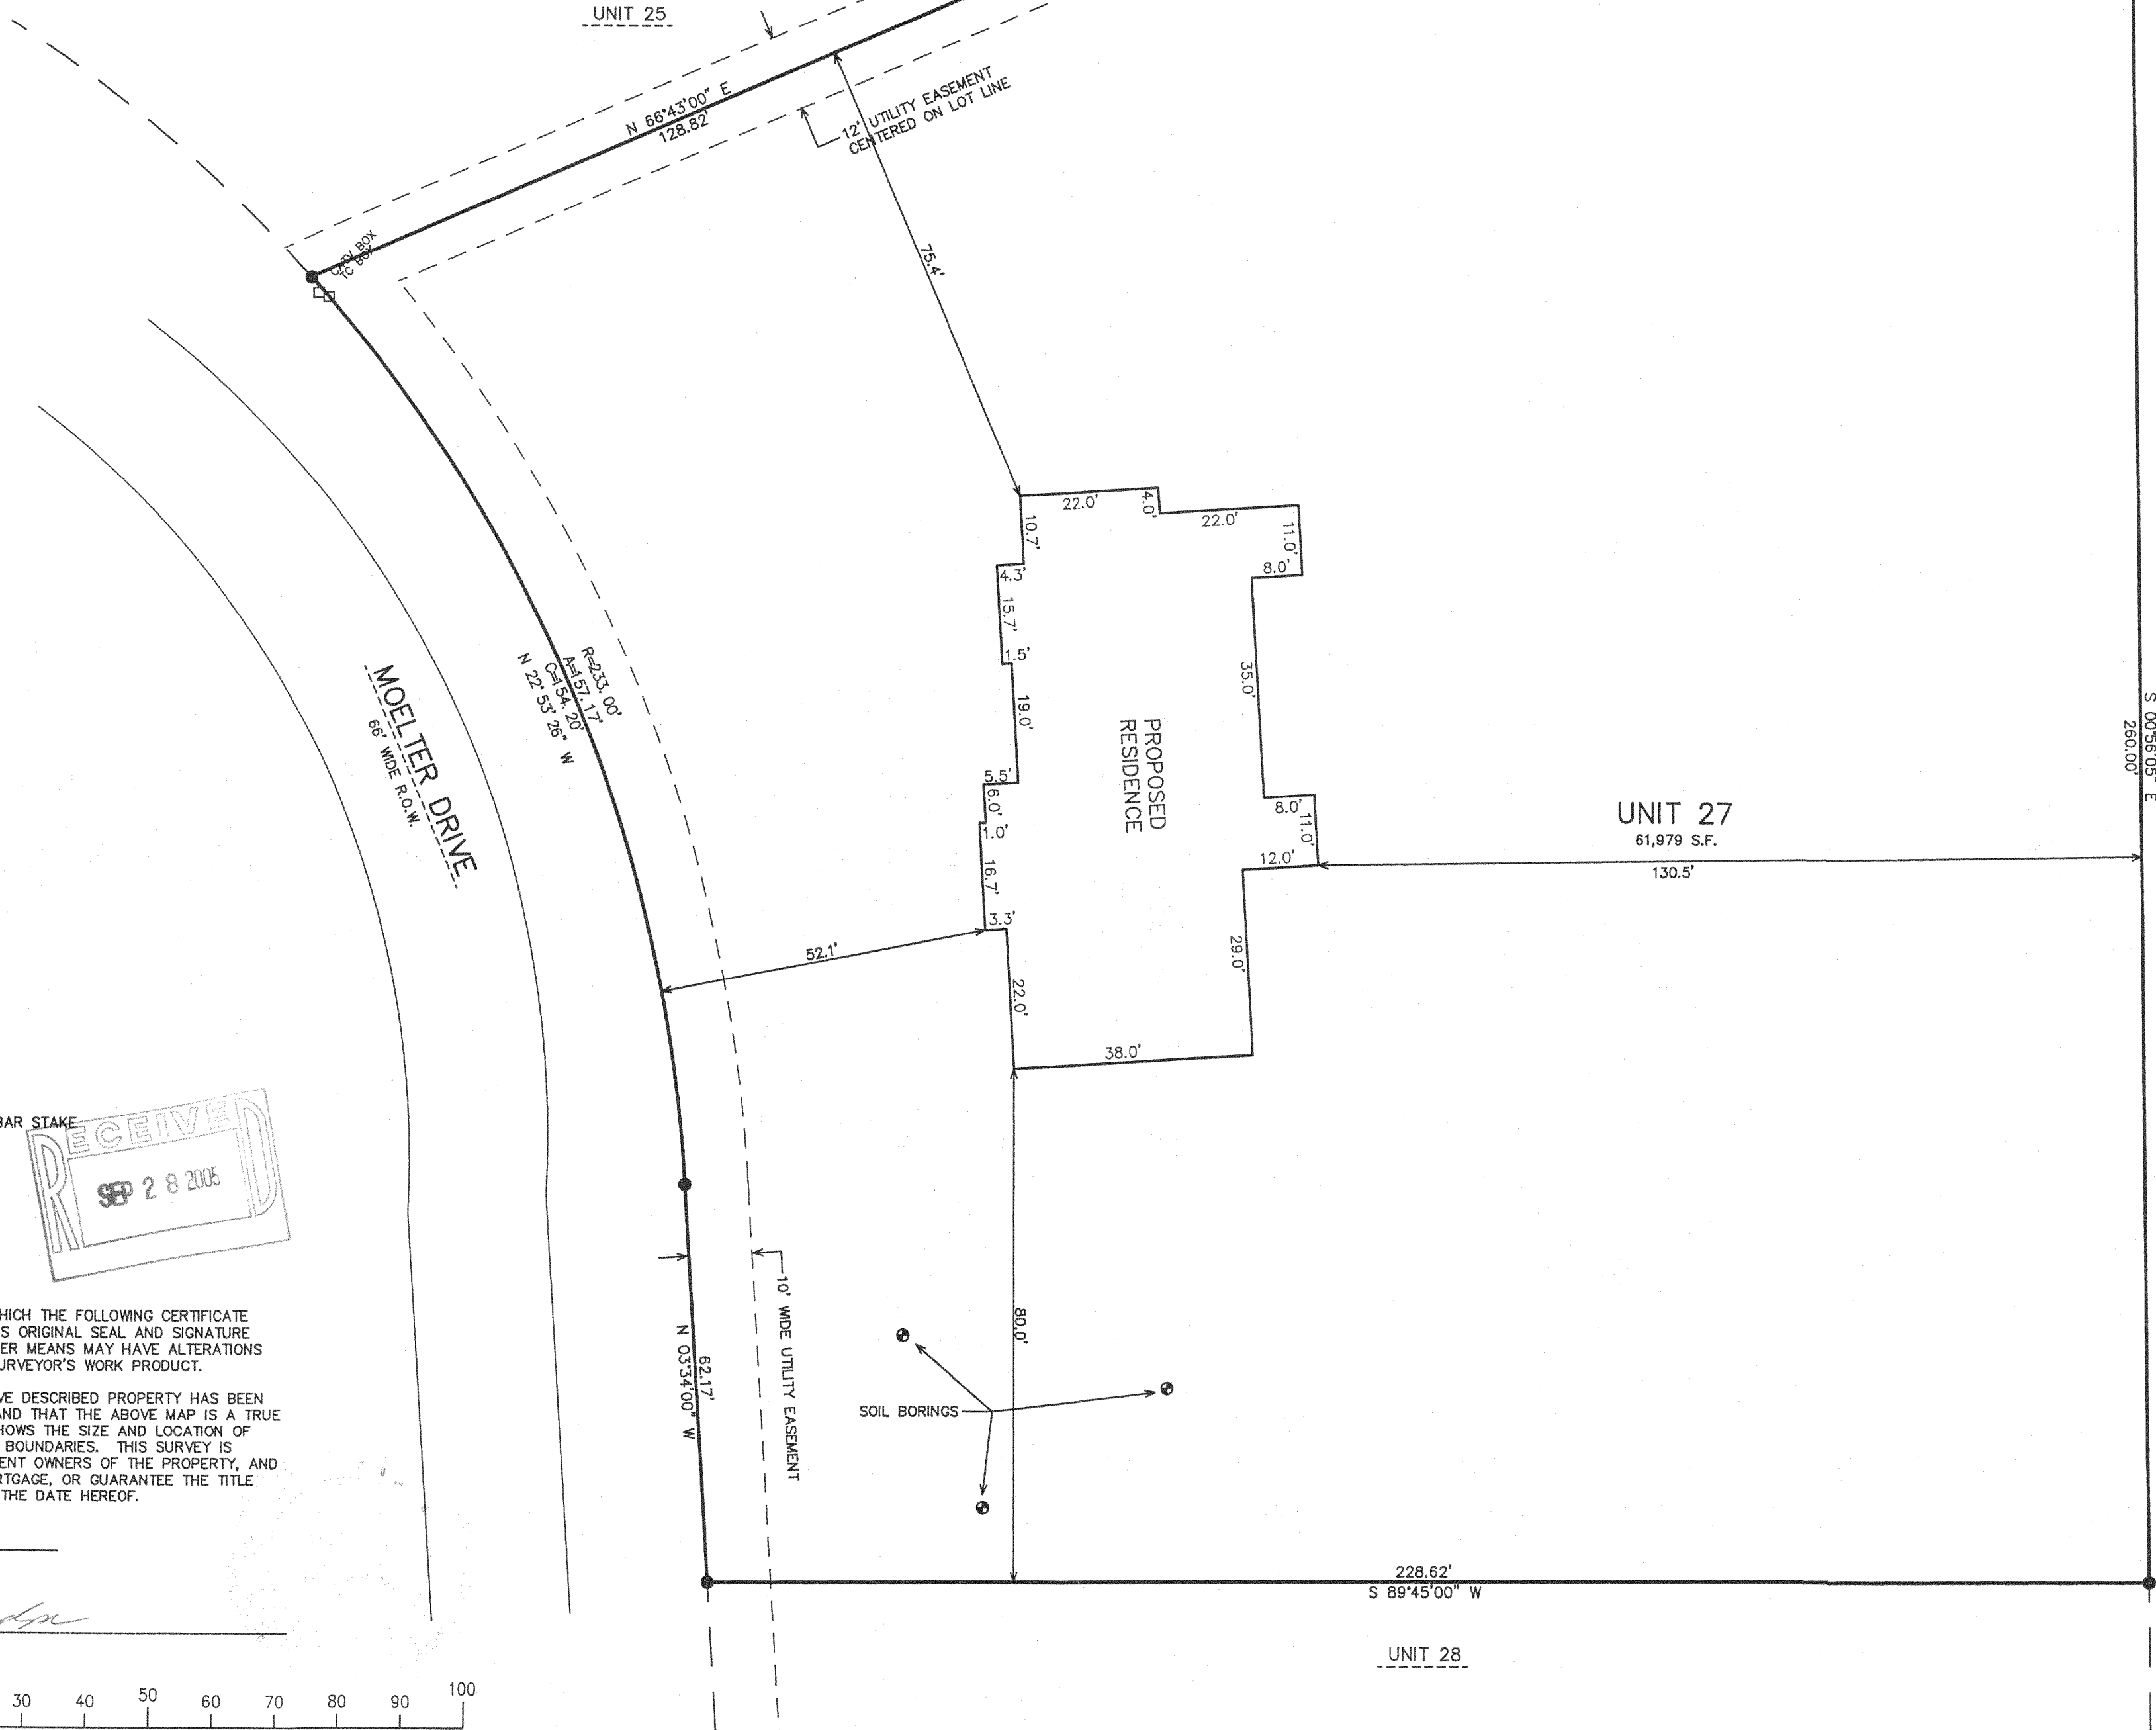 UNIT 25
N 66°43'00" E
128.82'
12' UTILITY EASEMENT
CENTERED ON LOT LINE
CATV BOX
TC BOX
75.4'
22.0'
4.0'
22.0'
10.7'
11.0'
8.0'
4.3'
15.7'
1.5'
35.0'
19.0'
R=233.00'
A=157.17'
C=154.20'
N 22°53'26" W
MOELTER DRIVE
66' WIDE R.O.W.
PROPOSED
RESIDENCE
S 00°56'05" E
260.00'
5.5'
6.0'
1.0'
8.0'
11.0'
UNIT 27
61,979 S.F.
16.7'
12.0'
130.5'
3.3'
52.1'
29.0'
22.0'
38.0'
BAR STAKE
RECEIVED
SEP 28 2005
10' WIDE UTILITY EASEMENT
80.0'
62.17'
N 03°34'00" W
SOIL BORINGS
HICH THE FOLLOWING CERTIFICATE
S ORIGINAL SEAL AND SIGNATURE
ER MEANS MAY HAVE ALTERATIONS
URVEYOR'S WORK PRODUCT.
VE DESCRIBED PROPERTY HAS BEEN
AND THAT THE ABOVE MAP IS A TRUE
HOWS THE SIZE AND LOCATION OF
BOUNDARIES. THIS SURVEY IS
ENT OWNERS OF THE PROPERTY, AND
RTGAGE, OR GUARANTEE THE TITLE
THE DATE HEREOF.
228.62'
S 89°45'00" W
UNIT 28
30 40 50 60 70 80 90 100